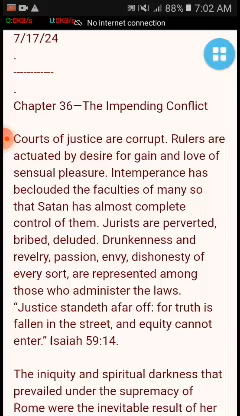 88% 7:02 AM
0:0KB/s U:0KB/s No internet connection
7/17/24
.
-------------
.
Chapter 36—The Impending Conflict
Courts of justice are corrupt. Rulers are
actuated by desire for gain and love of
sensual pleasure. Intemperance has
beclouded the faculties of many so
that Satan has almost complete
control of them. Jurists are perverted,
bribed, deluded. Drunkenness and
revelry, passion, envy, dishonesty of
every sort, are represented among
those who administer the laws.
“Justice standeth afar off: for truth is
fallen in the street, and equity cannot
enter.” Isaiah 59:14.
The iniquity and spiritual darkness that
prevailed under the supremacy of
Rome were the inevitable result of her